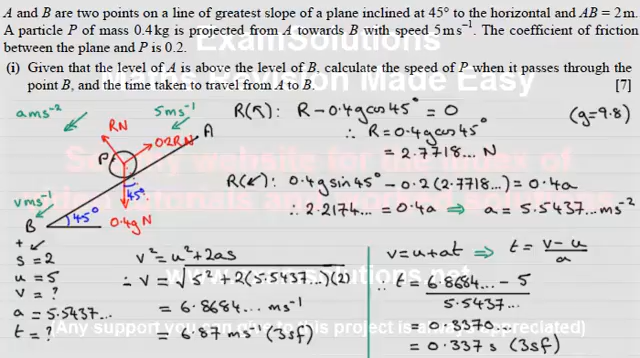 A and B are two points on a line of greatest slope of a plane inclined at 45° to the horizontal and AB = 2 m.
A particle P of mass 0.4 kg is projected from A towards B with speed 5 m s⁻¹. The coefficient of friction
between the plane and P is 0.2.
(i) Given that the level of A is above the level of B, calculate the speed of P when it passes through the
point B, and the time taken to travel from A to B. [7]
a ms⁻²
5 ms⁻¹
RN
A
P
0.2RN
45°
v ms⁻¹
B
45°
0.4g N
R(↖): R - 0.4g cos 45° = 0 (g = 9.8)
∴ R = 0.4g cos 45°
= 2.7718... N
R(↙): 0.4g sin 45° - 0.2(2.7718...) = 0.4a
∴ 2.2174... = 0.4a ⇒ a = 5.5437... ms⁻²
+ ↙
s = 2
u = 5
v = ?
a = 5.5437...
t = ?
v² = u² + 2as
∴ v = √5² + 2(5.5437...)(2)
= 6.8684... ms⁻¹
= 6.87 ms⁻¹ (3sf)
v = u + at ⇒ t = v - u / a
∴ t = 6.8684... - 5 / 5.5437...
= 0.3370...
= 0.337 s (3sf)
ExamSolutions
Maths Revision Made Easy
(Any support you can give to this project is always appreciated)